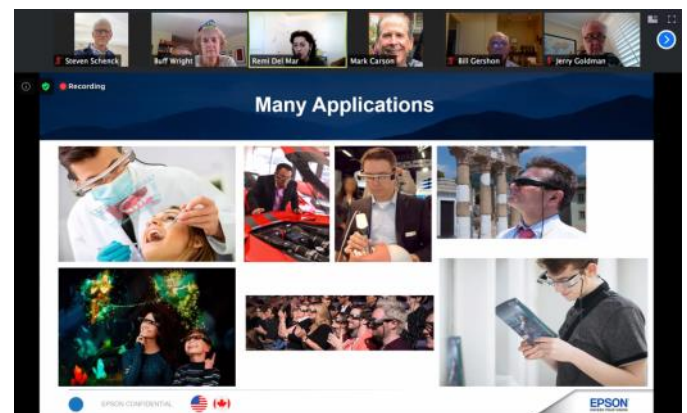 Steven Schenck
Buff Wright
Remi Del Mar
Mark Carson
Bill Gershon
Jerry Goldman
Recording
Many Applications
EPSON CONFIDENTIAL
EPSON